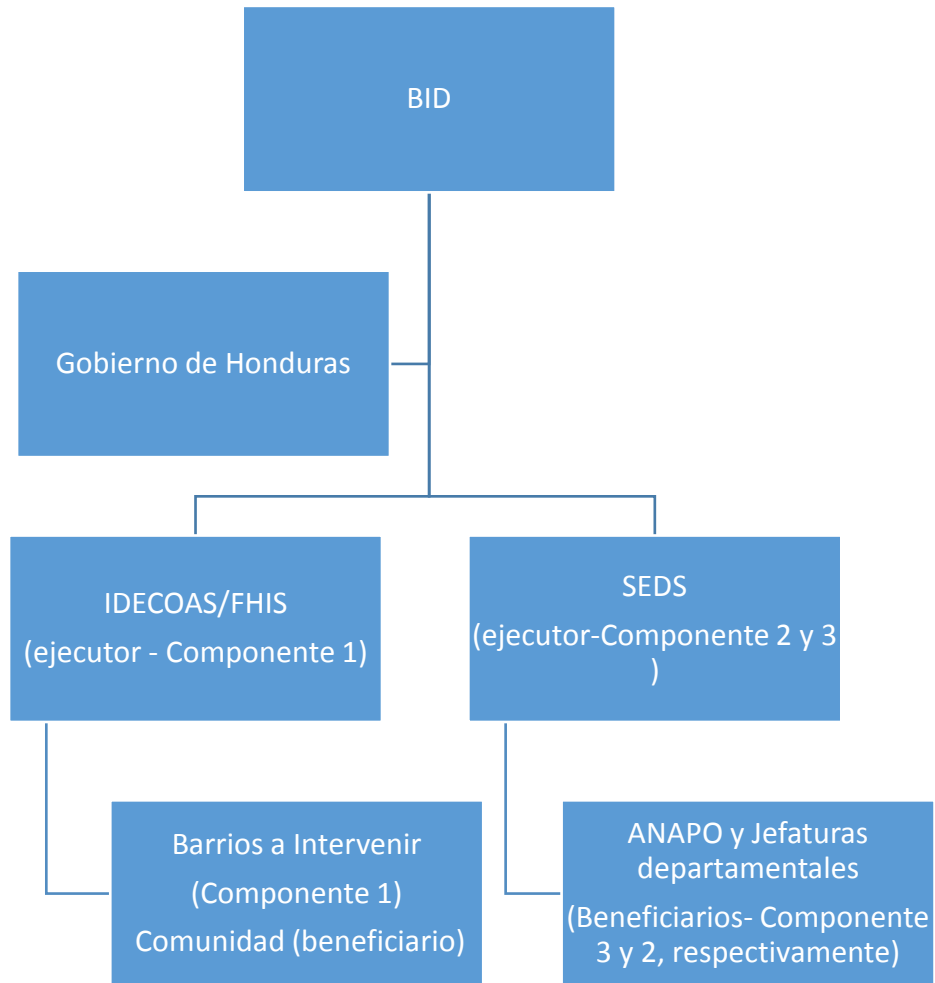 BID
Gobierno de Honduras
IDECOAS/FHIS
(ejecutor - Componente 1)
SEDS
(ejecutor-Componente 2 y 3
)
Barrios a Intervenir
(Componente 1)
Comunidad (beneficiario)
ANAPO y Jefaturas
departamentales
(Beneficiarios- Componente
3 y 2, respectivamente)